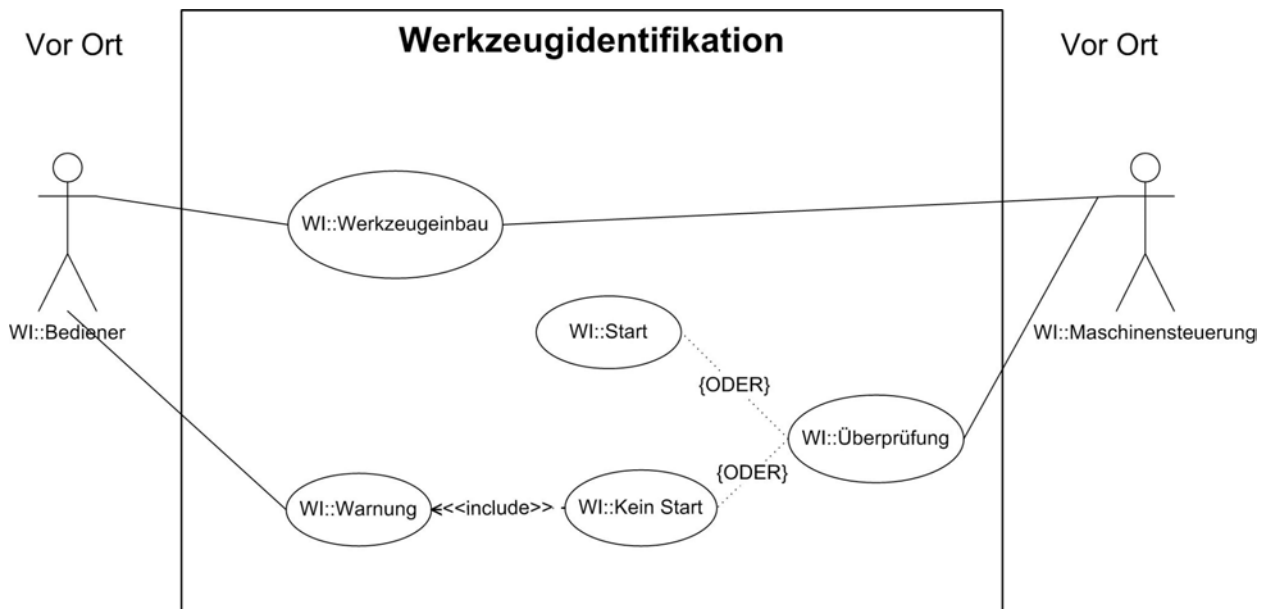 Vor Ort
Werkzeugidentifikation
Vor Ort
WI::Werkzeugeinbau
WI::Bediener
WI::Start
WI::Maschinensteuerung
{ODER}
WI::Überprüfung
{ODER}
WI::Warnung
<<include>>
WI::Kein Start